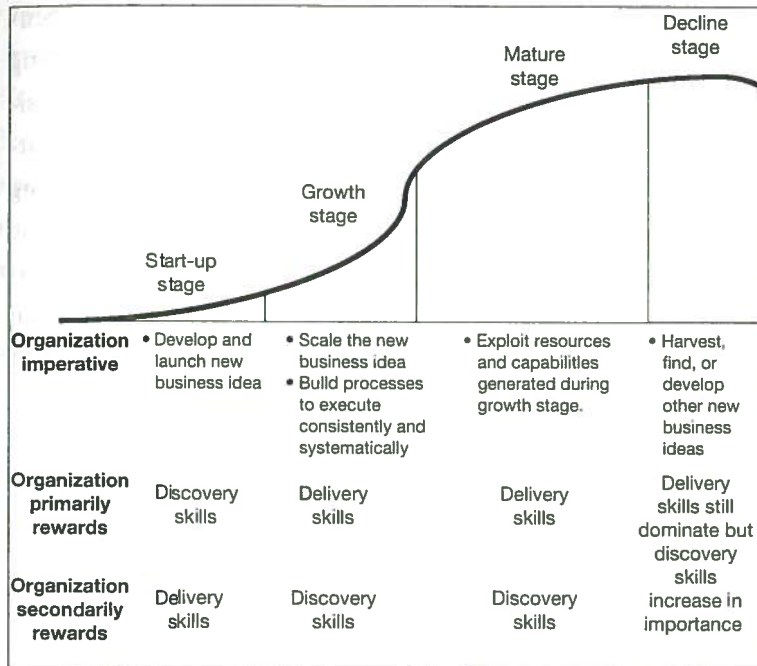 Decline
stage
Mature
stage
Growth
stage
Start-up
stage
Organization
imperative
• Develop and
launch new
business idea
• Scale the new
business idea
• Build processes
to execute
consistently and
systematically
• Exploit resources
and capabilities
generated during
growth stage.
• Harvest,
find, or
develop
other new
business
ideas
Organization
primarily
rewards
Discovery
skills
Delivery
skills
Delivery
skills
Delivery
skills still
dominate but
discovery
skills
increase in
importance
Organization
secondarily
rewards
Delivery
skills
Discovery
skills
Discovery
skills